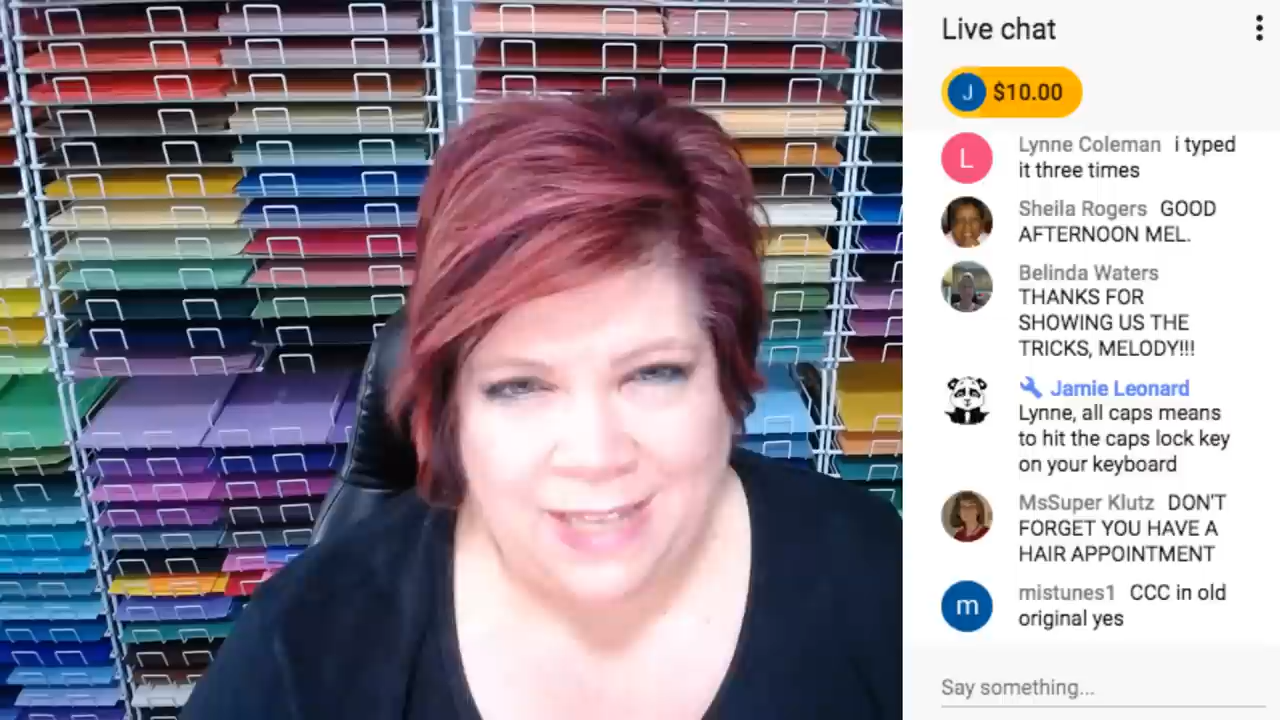 Live chat
J $10.00
L Lynne Coleman i typed
it three times
Sheila Rogers GOOD
AFTERNOON MEL.
Belinda Waters
THANKS FOR
SHOWING US THE
TRICKS, MELODY!!!
Jamie Leonard
Lynne, all caps means
to hit the caps lock key
on your keyboard
MsSuper Klutz DON'T
FORGET YOU HAVE A
HAIR APPOINTMENT
m mistunes1 CCC in old
original yes
Say something...